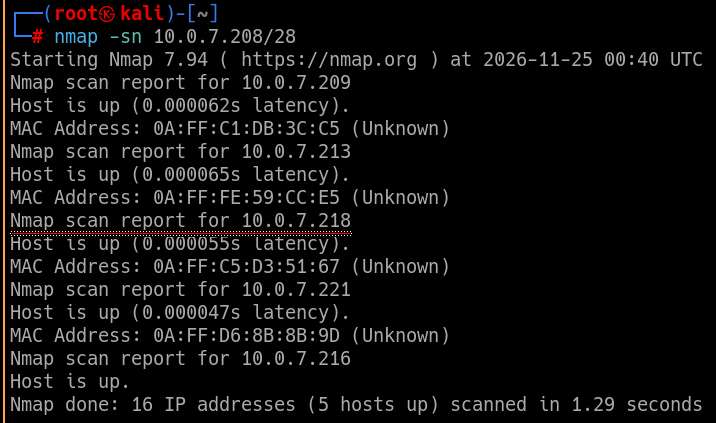 ┌──(root㉿kali)-[~]
└─# nmap -sn 10.0.7.208/28
Starting Nmap 7.94 ( https://nmap.org ) at 2026-11-25 00:40 UTC
Nmap scan report for 10.0.7.209
Host is up (0.000062s latency).
MAC Address: 0A:FF:C1:DB:3C:C5 (Unknown)
Nmap scan report for 10.0.7.213
Host is up (0.000065s latency).
MAC Address: 0A:FF:FE:59:CC:E5 (Unknown)
Nmap scan report for 10.0.7.218
Host is up (0.000055s latency).
MAC Address: 0A:FF:C5:D3:51:67 (Unknown)
Nmap scan report for 10.0.7.221
Host is up (0.000047s latency).
MAC Address: 0A:FF:D6:8B:8B:9D (Unknown)
Nmap scan report for 10.0.7.216
Host is up.
Nmap done: 16 IP addresses (5 hosts up) scanned in 1.29 seconds